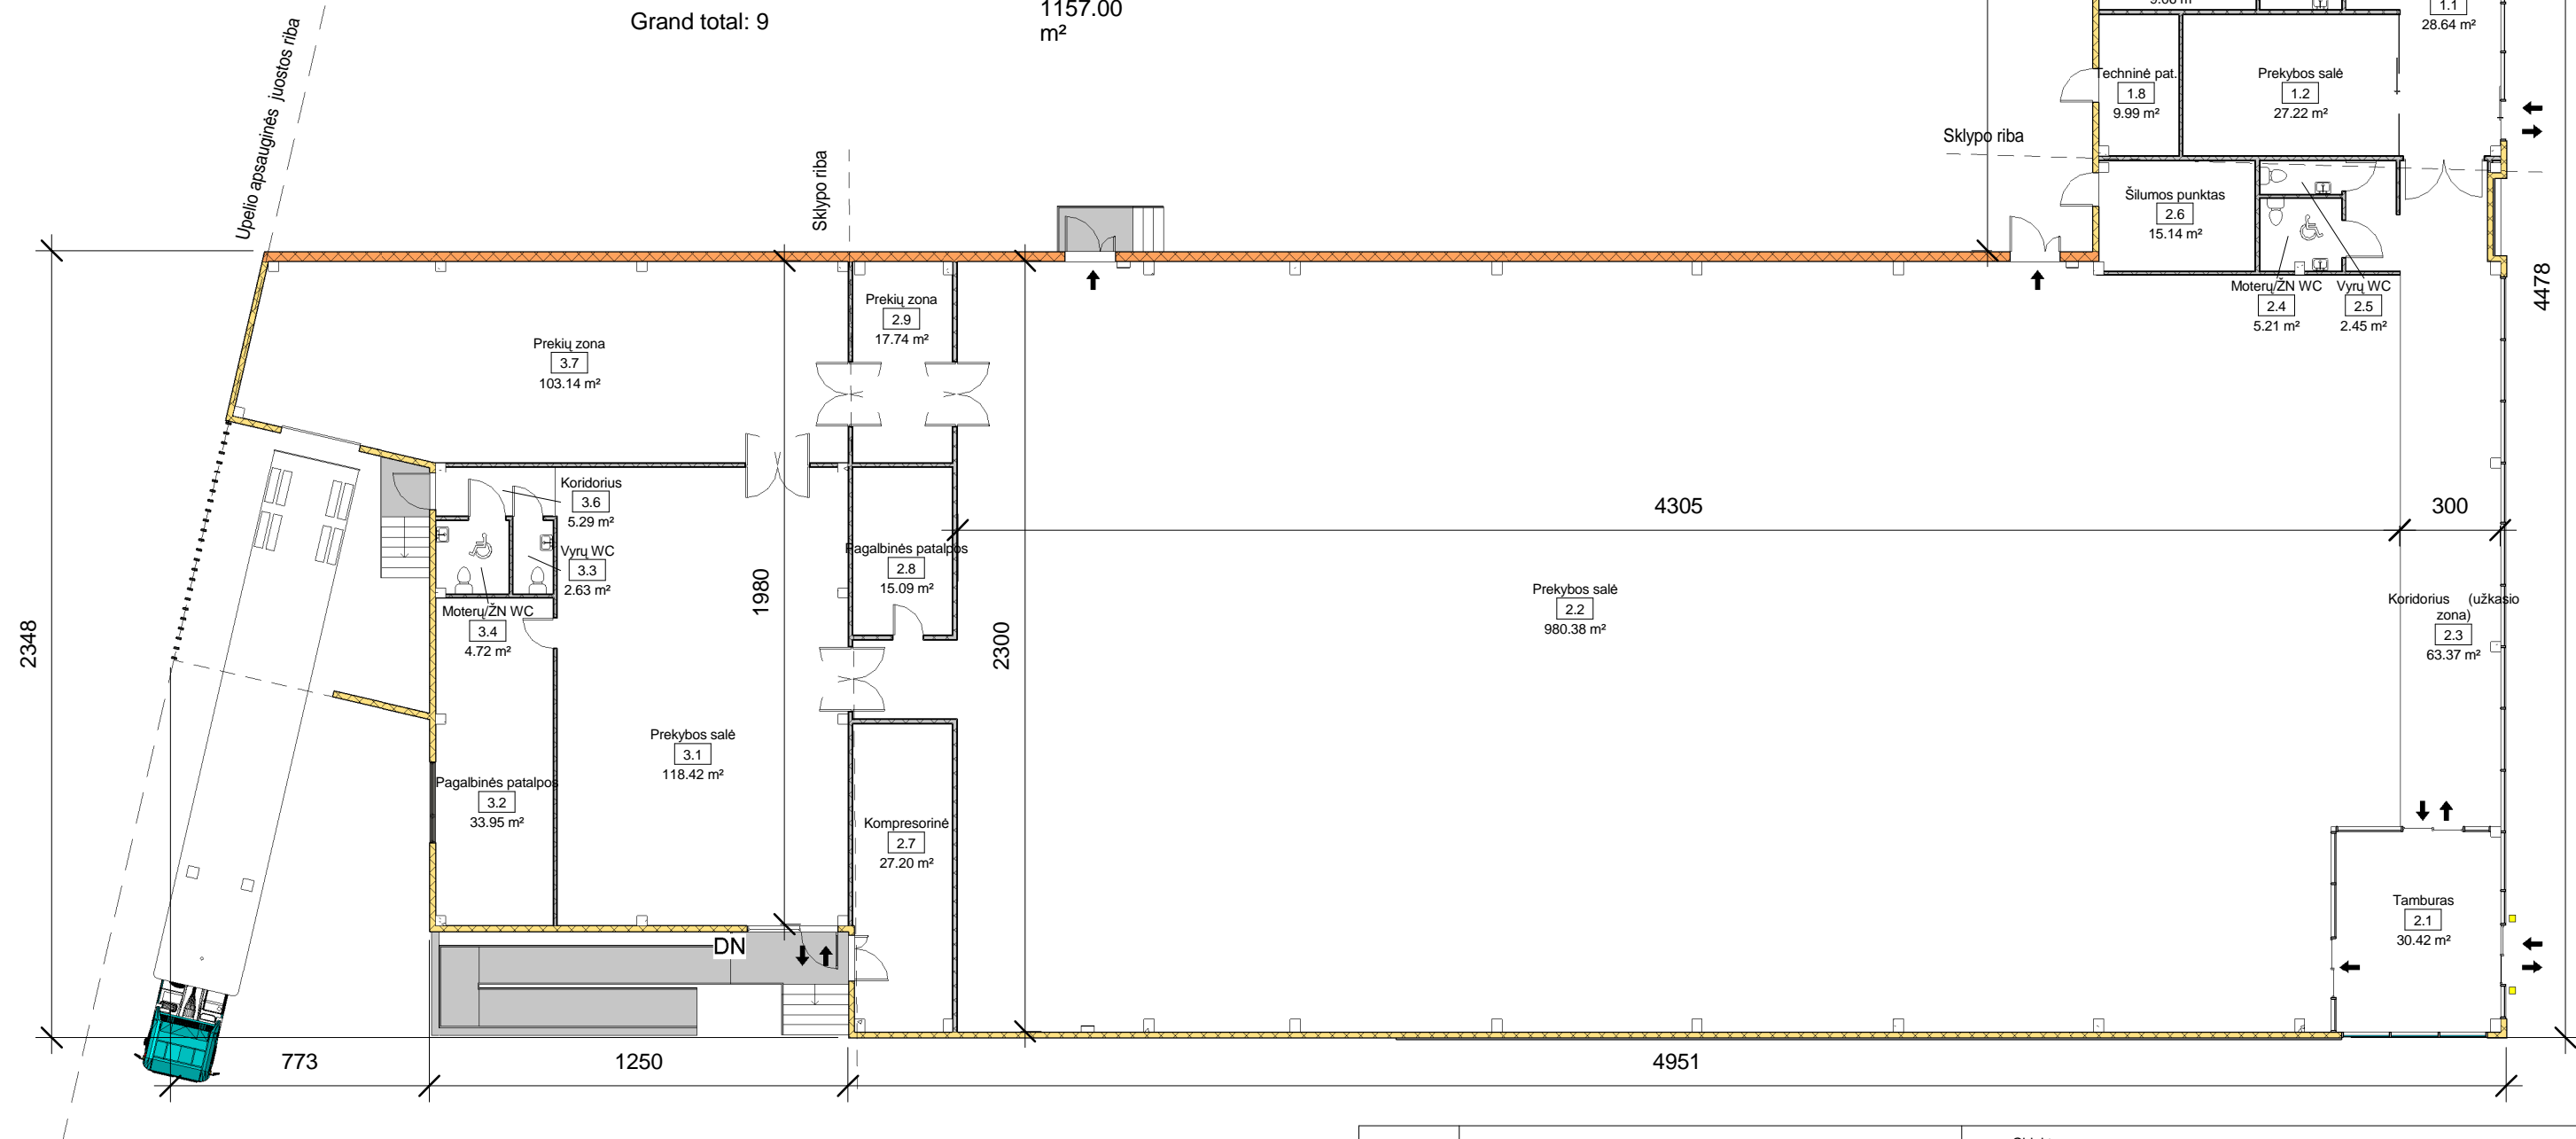 Grand total: 9
1157.00
m²
1.1
28.64 m²
Upelio apsauginės juostos riba
Sklypo riba
Sklypo riba
Techninė pat.
1.8
9.99 m²
Prekybos salė
1.2
27.22 m²
Šilumos punktas
2.6
15.14 m²
Moterų/ŽN WC
2.4
5.21 m²
Vyrų WC
2.5
2.45 m²
4478
Prekių zona
2.9
17.74 m²
Prekių zona
3.7
103.14 m²
Koridorius
3.6
5.29 m²
Vyrų WC
3.3
2.63 m²
Moterų/ŽN WC
3.4
4.72 m²
4305
300
Pagalbinės patalpos
2.8
15.09 m²
1980
2300
2348
Prekybos salė
2.2
980.38 m²
Koridorius (užkasio
zona)
2.3
63.37 m²
Prekybos salė
3.1
118.42 m²
Pagalbinės patalpos
3.2
33.95 m²
Kompresorinė
2.7
27.20 m²
Tamburas
2.1
30.42 m²
DN
773
1250
4951